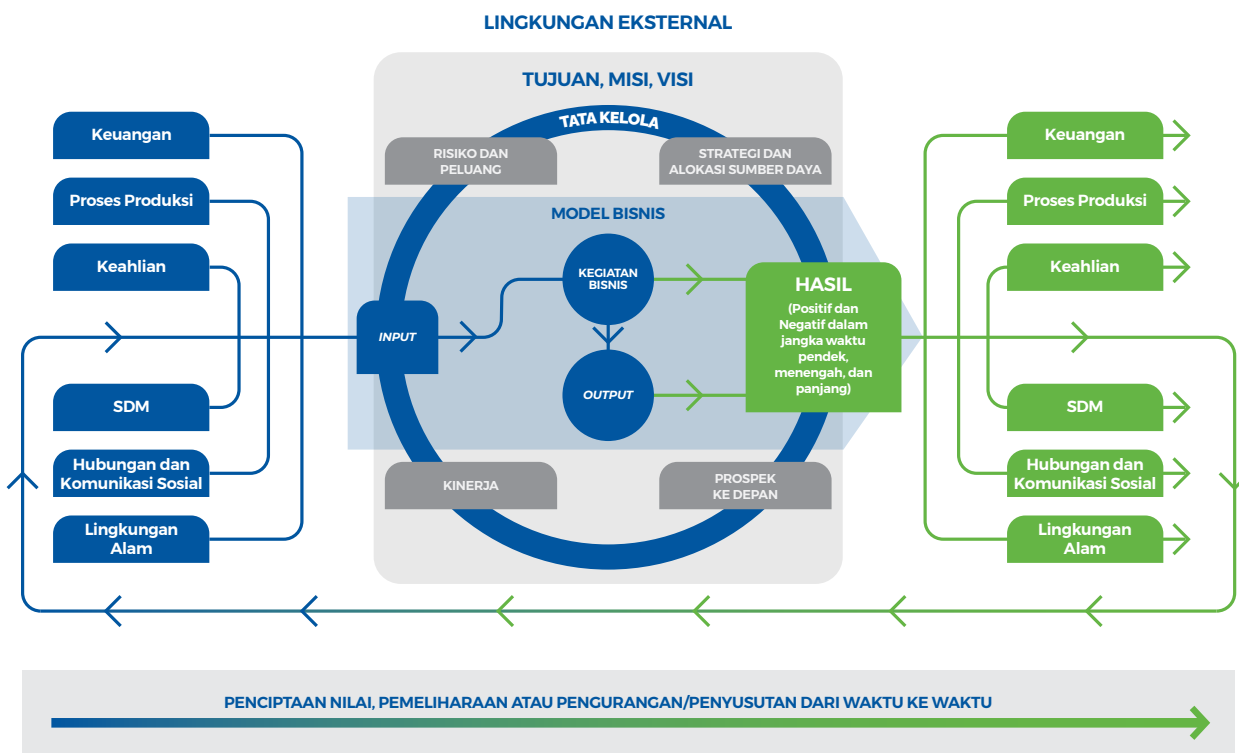 LINGKUNGAN EKSTERNAL
TUJUAN, MISI, VISI
TATA KELOLA
Keuangan
Proses Produksi
Keahlian
SDM
Hubungan dan
Komunikasi Sosial
Lingkungan
Alam
RISIKO DAN
PELUANG
STRATEGI DAN
ALOKASI SUMBER DAYA
MODEL BISNIS
INPUT
KEGIATAN
BISNIS
OUTPUT
HASIL
(Positif dan
Negatif dalam
jangka waktu
pendek,
menengah, dan
panjang)
KINERJA
PROSPEK
KE DEPAN
Keuangan
Proses Produksi
Keahlian
SDM
Hubungan dan
Komunikasi Sosial
Lingkungan
Alam
PENCIPTAAN NILAI, PEMELIHARAAN ATAU PENGURANGAN/PENYUSUTAN DARI WAKTU KE WAKTU